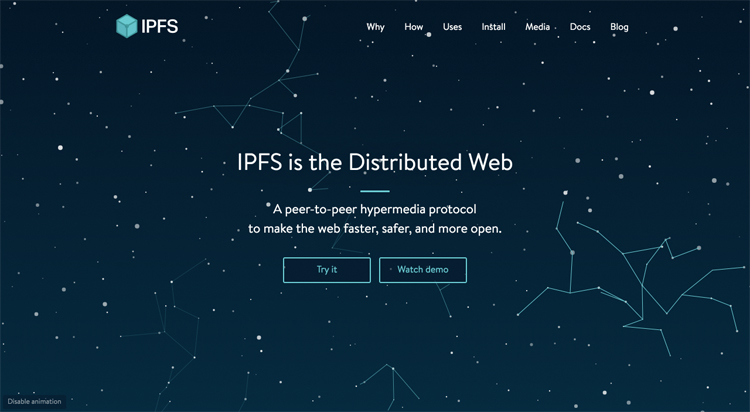 IPFS
Why How Uses Install Media Docs Blog
IPFS is the Distributed Web
A peer-to-peer hypermedia protocol
to make the web faster, safer, and more open.
Try it Watch demo
Disable animation